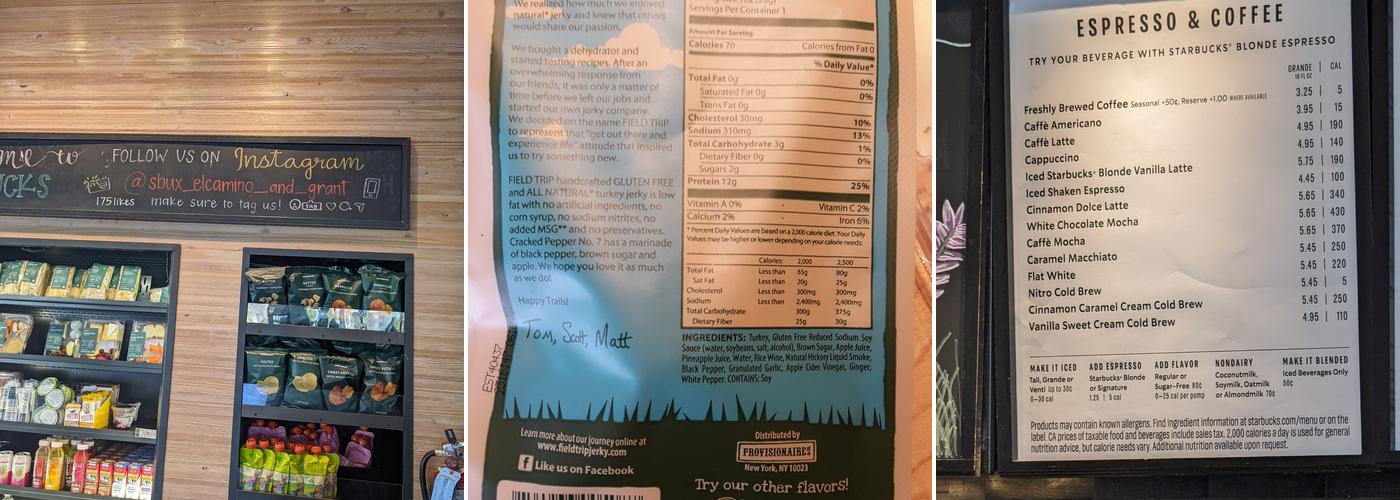 FOLLOW US ON Instagram
UCKS @sbux_elcamino_and_grant
175likes make sure to tag us!
We realized how much we enjoyed
natural* jerky and knew that others
would share our passion.
We bought a dehydrator and
started testing recipes. After an
overwhelming response from
our friends, it was only a matter of
time before we left our jobs and
started our own jerky company.
We decided on the name FIELD TRIP
to represent that "get out there and
experience life" attitude that inspired
us to try something new.
FIELD TRIP handcrafted GLUTEN FREE
and ALL NATURAL* turkey jerky is low
fat with no artificial ingredients, no
corn syrup, no sodium nitrites, no
added MSG** and no preservatives.
Cracked Pepper No. 7 has a marinade
of black pepper, brown sugar and
apple. We hope you love it as much
as we do!
Happy Trails!
Tom, Scott, Matt
Servings Per Container 1
Amount Per Serving
Calories 70 Calories from Fat 0
% Daily Value*
Total Fat 0g 0%
Saturated Fat 0g 0%
Trans Fat 0g
Cholesterol 30mg 10%
Sodium 310mg 13%
Total Carbohydrate 3g 1%
Dietary Fiber 0g 0%
Sugars 2g
Protein 12g 25%
Vitamin A 0% Vitamin C 2%
Calcium 2% Iron 6%
* Percent Daily Values are based on a 2,000 calorie diet. Your Daily
Values may be higher or lower depending on your calorie needs:
Calories: 2,000 2,500
Total Fat Less than 65g 80g
Sat Fat Less than 20g 25g
Cholesterol Less than 300mg 300mg
Sodium Less than 2,400mg 2,400mg
Total Carbohydrate 300g 375g
Dietary Fiber 25g 30g
INGREDIENTS: Turkey, Gluten Free Reduced Sodium Soy
Sauce (water, soybeans, salt, alcohol), Brown Sugar, Apple Juice,
Pineapple Juice, Water, Rice Wine, Natural Hickory Liquid Smoke,
Black Pepper, Granulated Garlic, Apple Cider Vinegar, Ginger,
White Pepper. CONTAINS: Soy
Learn more about our journey online at
www.fieldtripjerky.com
f Like us on Facebook
Distributed by
PROVISIONAIRE
New York, NY 10023
Try our other flavors!
ESPRESSO & COFFEE
TRY YOUR BEVERAGE WITH STARBUCKS® BLONDE ESPRESSO
GRANDE | CAL
16 FL OZ
Freshly Brewed Coffee Seasonal +50¢, Reserve +1.00 WHERE AVAILABLE 3.25 | 5
Caffè Americano 3.95 | 15
Caffè Latte 4.95 | 190
Cappuccino 4.95 | 140
Iced Starbucks® Blonde Vanilla Latte 5.75 | 190
Iced Shaken Espresso 4.45 | 100
Cinnamon Dolce Latte 5.65 | 340
White Chocolate Mocha 5.65 | 430
Caffè Mocha 5.65 | 370
Caramel Macchiato 5.45 | 250
Flat White 5.45 | 220
Nitro Cold Brew 5.45 | 5
Cinnamon Caramel Cream Cold Brew 5.45 | 250
Vanilla Sweet Cream Cold Brew 4.95 | 110
MAKE IT ICED
Tall, Grande or
Venti Up to 30¢
0–30 cal
ADD ESPRESSO
Starbucks® Blonde
or Signature
1.25 | 5 cal
ADD FLAVOR
Regular or
Sugar-Free 80¢
0–25 cal per pump
NONDAIRY
Coconutmilk,
Soymilk, Oatmilk
or Almondmilk 70¢
MAKE IT BLENDED
Iced Beverages Only
50¢
Products may contain known allergens. Find ingredient information at starbucks.com/menu or on the
label. CA prices of taxable food and beverages include sales tax. 2,000 calories a day is used for general
nutrition advice, but calorie needs vary. Additional nutrition available upon request.